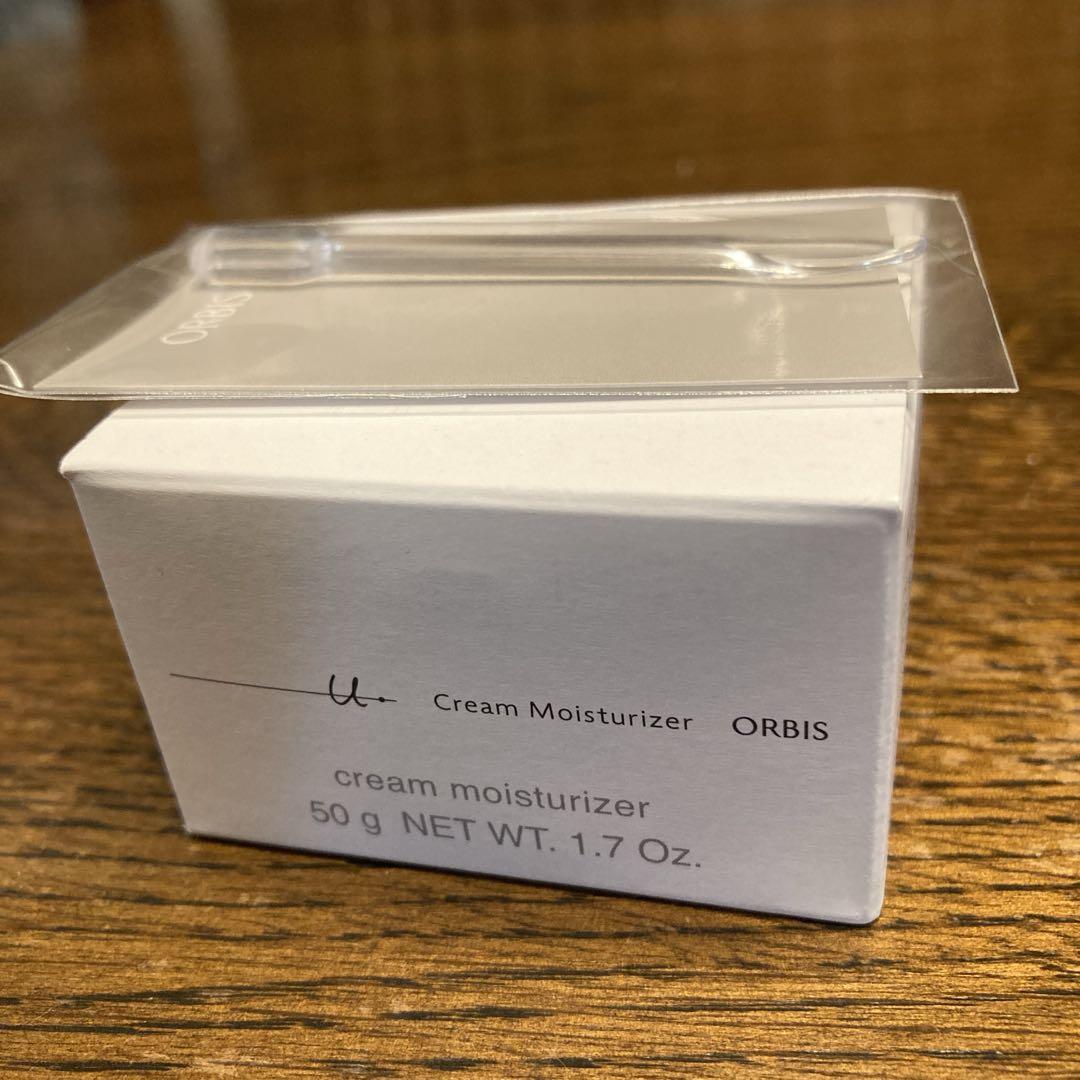 ORBIS
u. Cream Moisturizer ORBIS
cream moisturizer
50 g NET WT. 1.7 Oz.